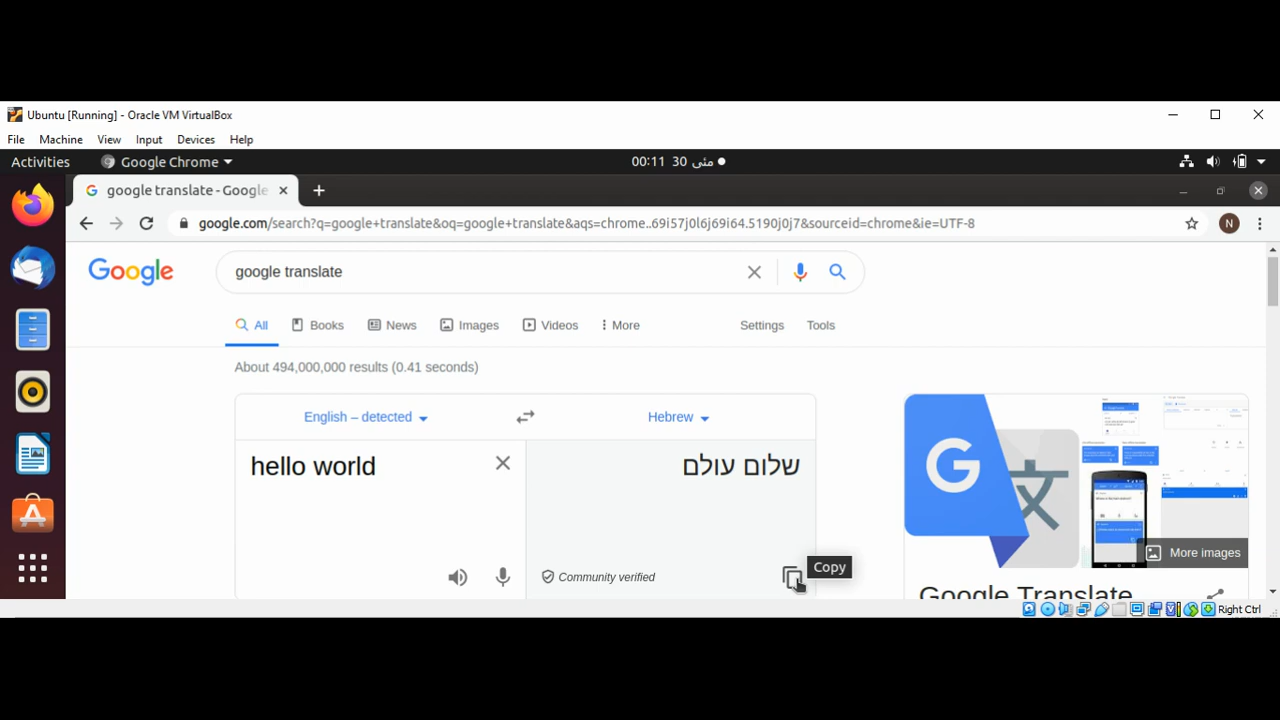 Ubuntu [Running] - Oracle VM VirtualBox
File Machine View Input Devices Help
Activities Google Chrome 00:11 30 مئی
google translate - Google
google.com/search?q=google+translate&oq=google+translate&aqs=chrome..69i57j0l6j69i64.5190j0j7&sourceid=chrome&ie=UTF-8 N
Google google translate
All Books News Images Videos More Settings Tools
About 494,000,000 results (0.41 seconds)
English – detected Hebrew
hello world שלום עולם
Community verified Copy
More images
Google Translate
Right Ctrl